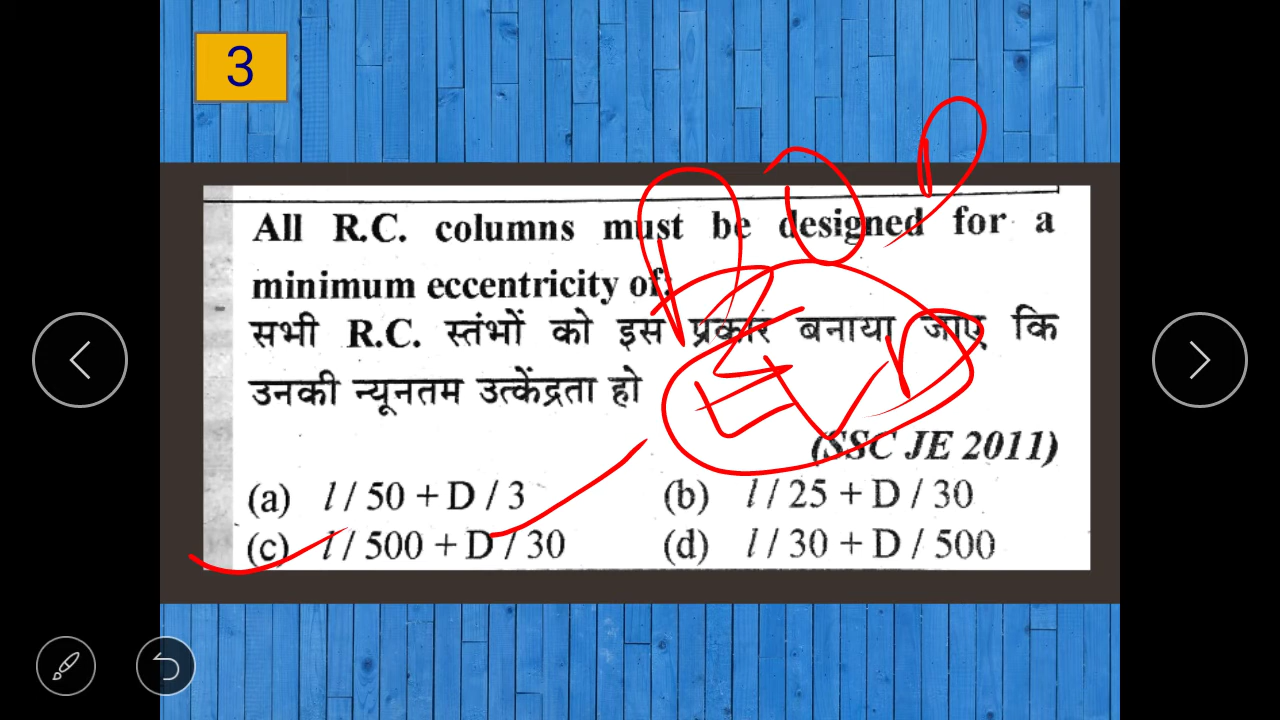 3
All R.C. columns must be designed for a
minimum eccentricity of:
सभी R.C. स्तंभों को इस प्रकार बनाया जाए कि
उनकी न्यूनतम उत्केंद्रता हो
(SSC JE 2011)
(a) l / 50 + D / 3 (b) l / 25 + D / 30
(c) l / 500 + D / 30 (d) l / 30 + D / 500